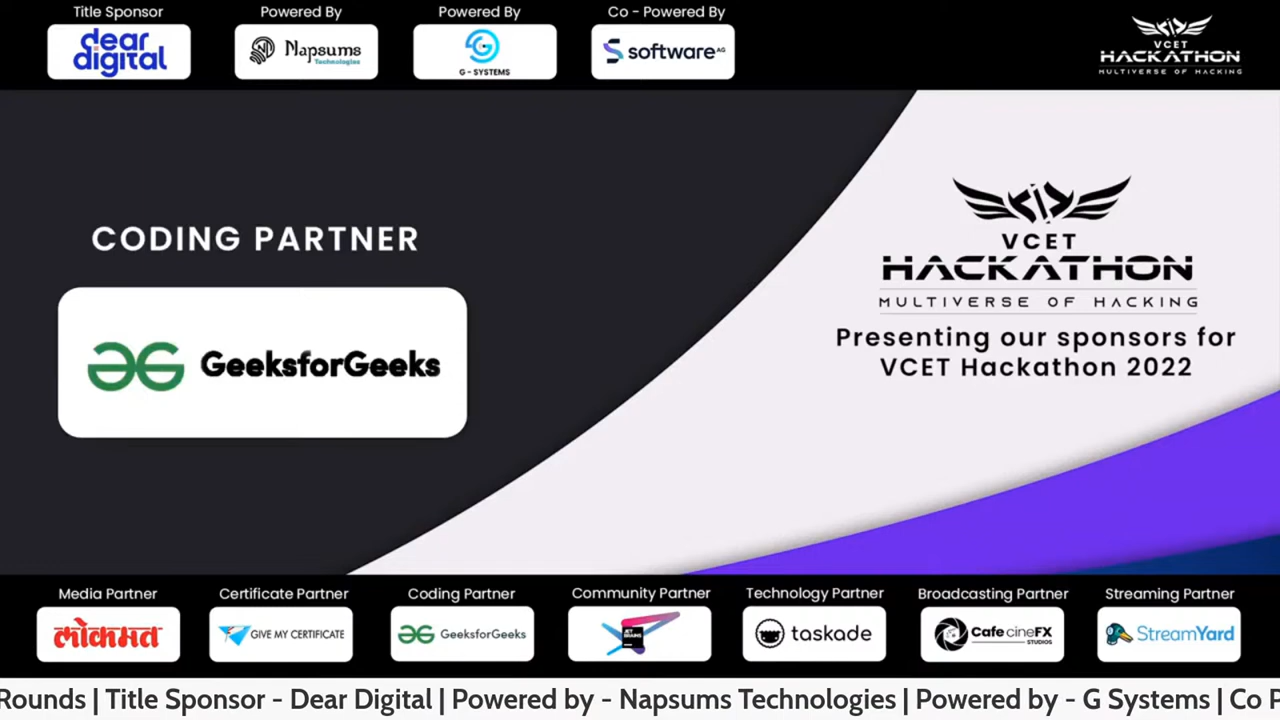 Title Sponsor
Powered By
Powered By
Co - Powered By
dear
digital
Napsums
Technologies
G - SYSTEMS
software AG
VCET
HACKATHON
MULTIVERSE OF HACKING
CODING PARTNER
GeeksforGeeks
VCET
HACKATHON
MULTIVERSE OF HACKING
Presenting our sponsors for
VCET Hackathon 2022
Media Partner
Certificate Partner
Coding Partner
Community Partner
Technology Partner
Broadcasting Partner
Streaming Partner
लोकमत
GIVE MY CERTIFICATE
GeeksforGeeks
JET
BRAINS
taskade
Cafe cineFX
STUDIOS
StreamYard
Rounds | Title Sponsor - Dear Digital | Powered by - Napsums Technologies | Powered by - G Systems | Co P